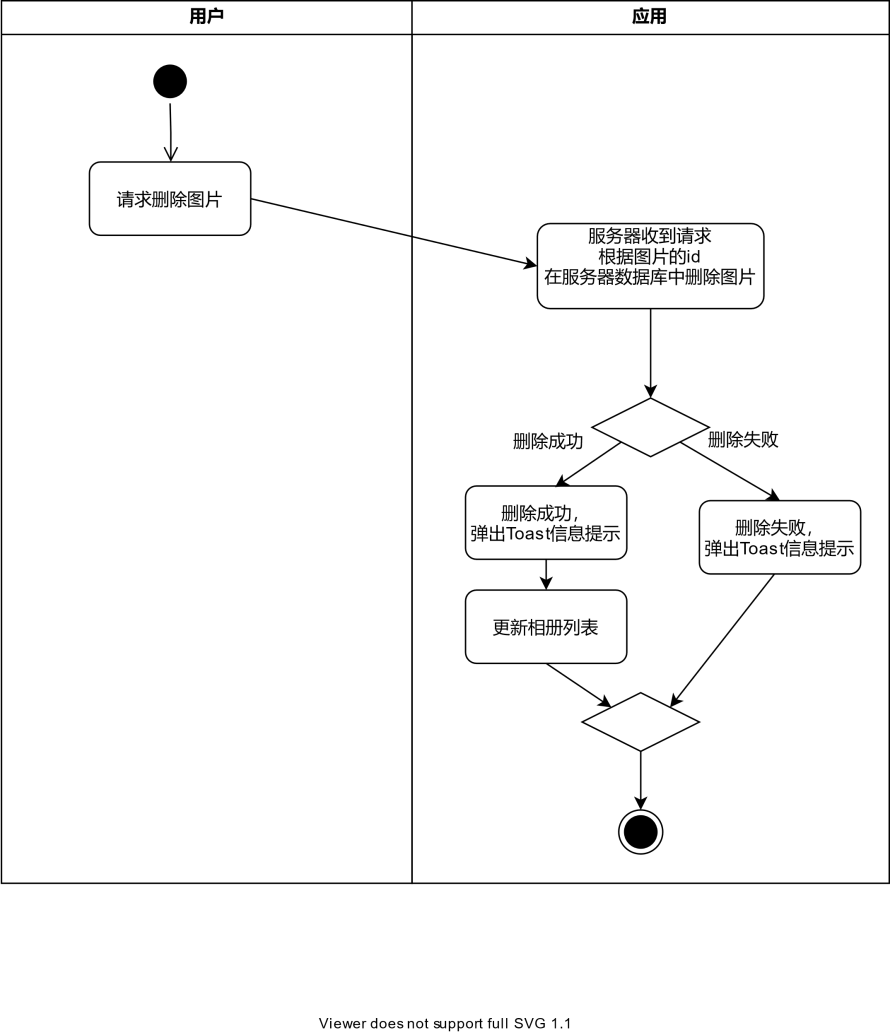 用户
应用
请求删除图片
服务器收到请求
根据图片的id
在服务器数据库中删除图片
删除成功
删除失败
删除成功，
弹出Toast信息提示
删除失败，
弹出Toast信息提示
更新相册列表
Viewer does not support full SVG 1.1